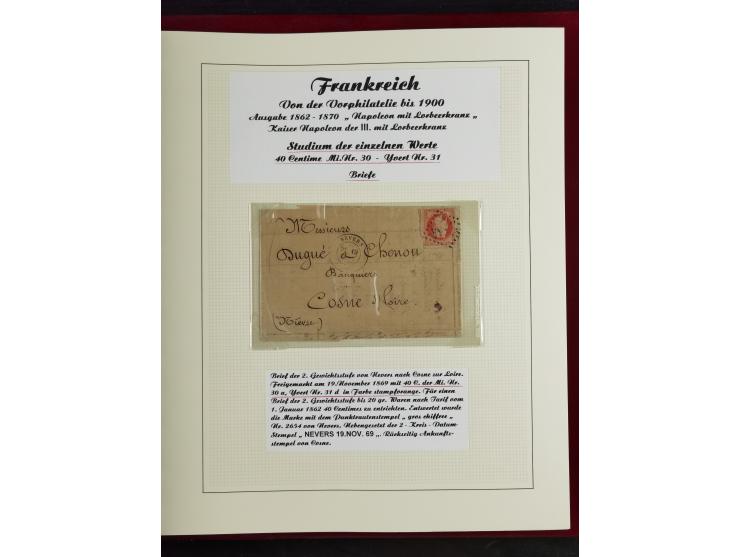 Frankreich
Von der Vorphilatelie bis 1900
Ausgabe 1862 - 1870 „ Napoleon mit Lorbeerkranz „
Kaiser Napoleon der III. mit Lorbeerkranz
Studium der einzelnen Werte
40 Centime Mi.Nr. 30 - Yvert Nr. 31
Briefe
Messieurs
NEVERS
Dugué & Chenou
Banquiers
Cosne s/Loire.
(Nièvre)
Brief der 2. Gewichtsstufe von Nevers nach Cosne sur Loire.
Freigemarkt am 19.November 1869 mit 40 C. der Mi. Nr.
30 a, Yvert Nr. 31 d in Farbe stumpforange. Für einen
Brief der 2. Gewichtsstufe bis 20 gr. Waren nach Tarif vom
1. Januar 1862 40 Centimes zu entrichten. Entwertet wurde
die Marke mit dem Punktrautenstempel „ gros chiffres „
Nr. 2654 von Nevers, Nebengesetzt der 2 - Kreis - Datum-
Stempel „ NEVERS 19.NOV. 69 „. Rückseitig Ankunfts-
stempel von Cosne.